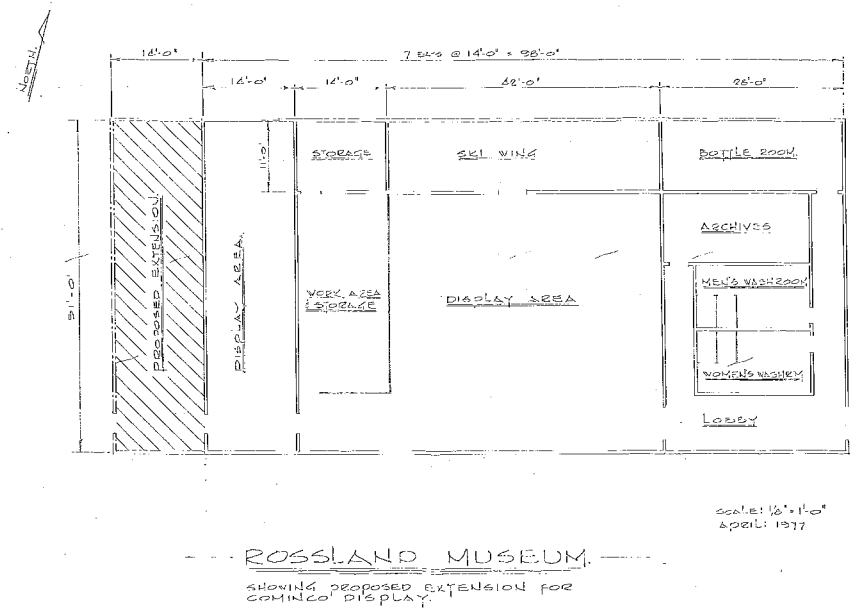 NORTH.
14'-0"
7 BAYS @ 14'-0" = 98'-0"
14'-0"
14'-0"
42'-0"
28'-0"
STORAGE
SKI WING
BOTTLE ROOM.
11'-0"
ARCHIVES
51'-0"
PROPOSED EXTENSION.
DISPLAY AREA.
WORK AREA
& STORAGE
DISPLAY AREA
MEN'S WASHROOM
WOMEN'S WASHRM
LOBBY
SCALE: 1/8" = 1'-0"
APRIL: 1977
ROSSLAND MUSEUM.
SHOWING PROPOSED EXTENSION FOR
COMINCO DISPLAY.